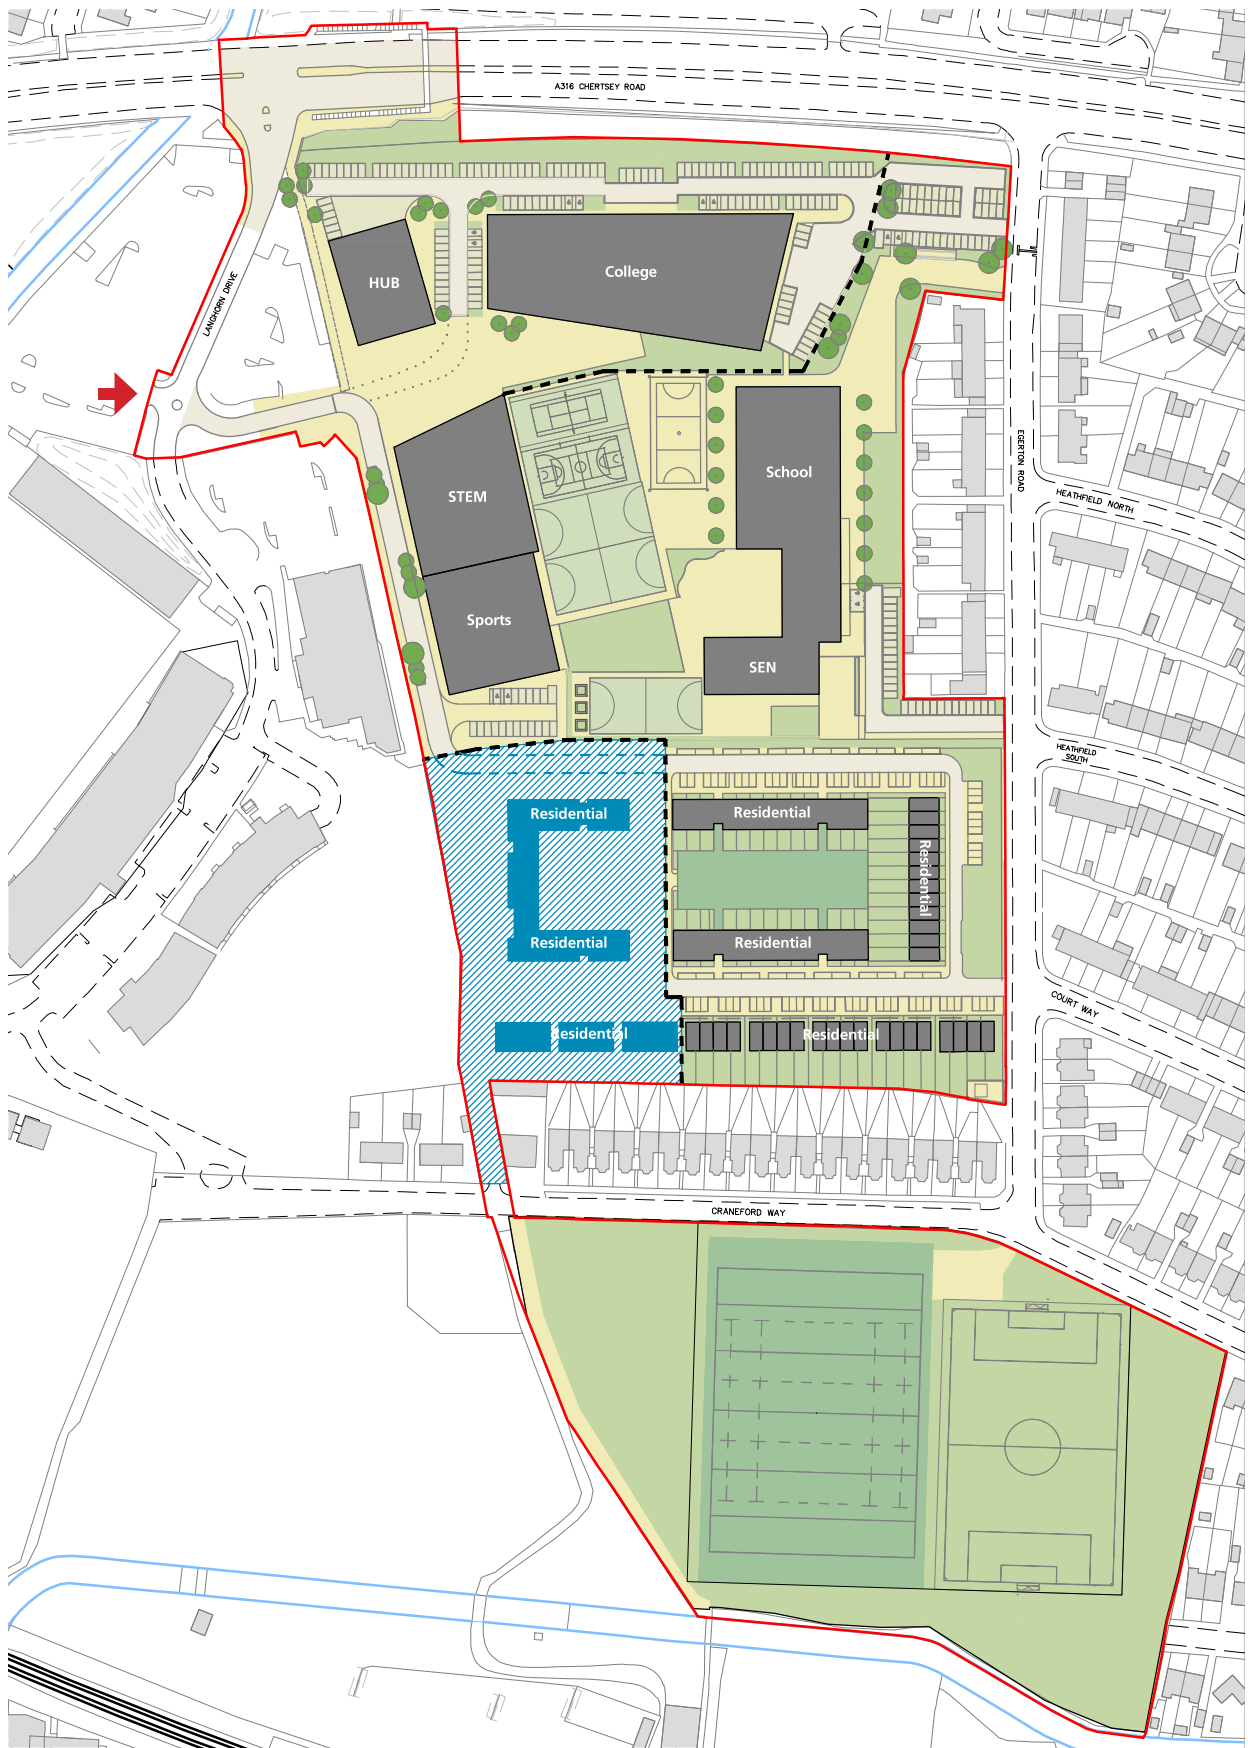 A316 CHERTSEY ROAD
HUB
College
LANGHORN DRIVE
School
STEM
EGERTON ROAD
HEATHFIELD NORTH
Sports
SEN
HEATHFIELD
SOUTH
Residential
Residential
Residential
Residential
Residential
Residential
Residential
COURT WAY
CRANEFORD WAY